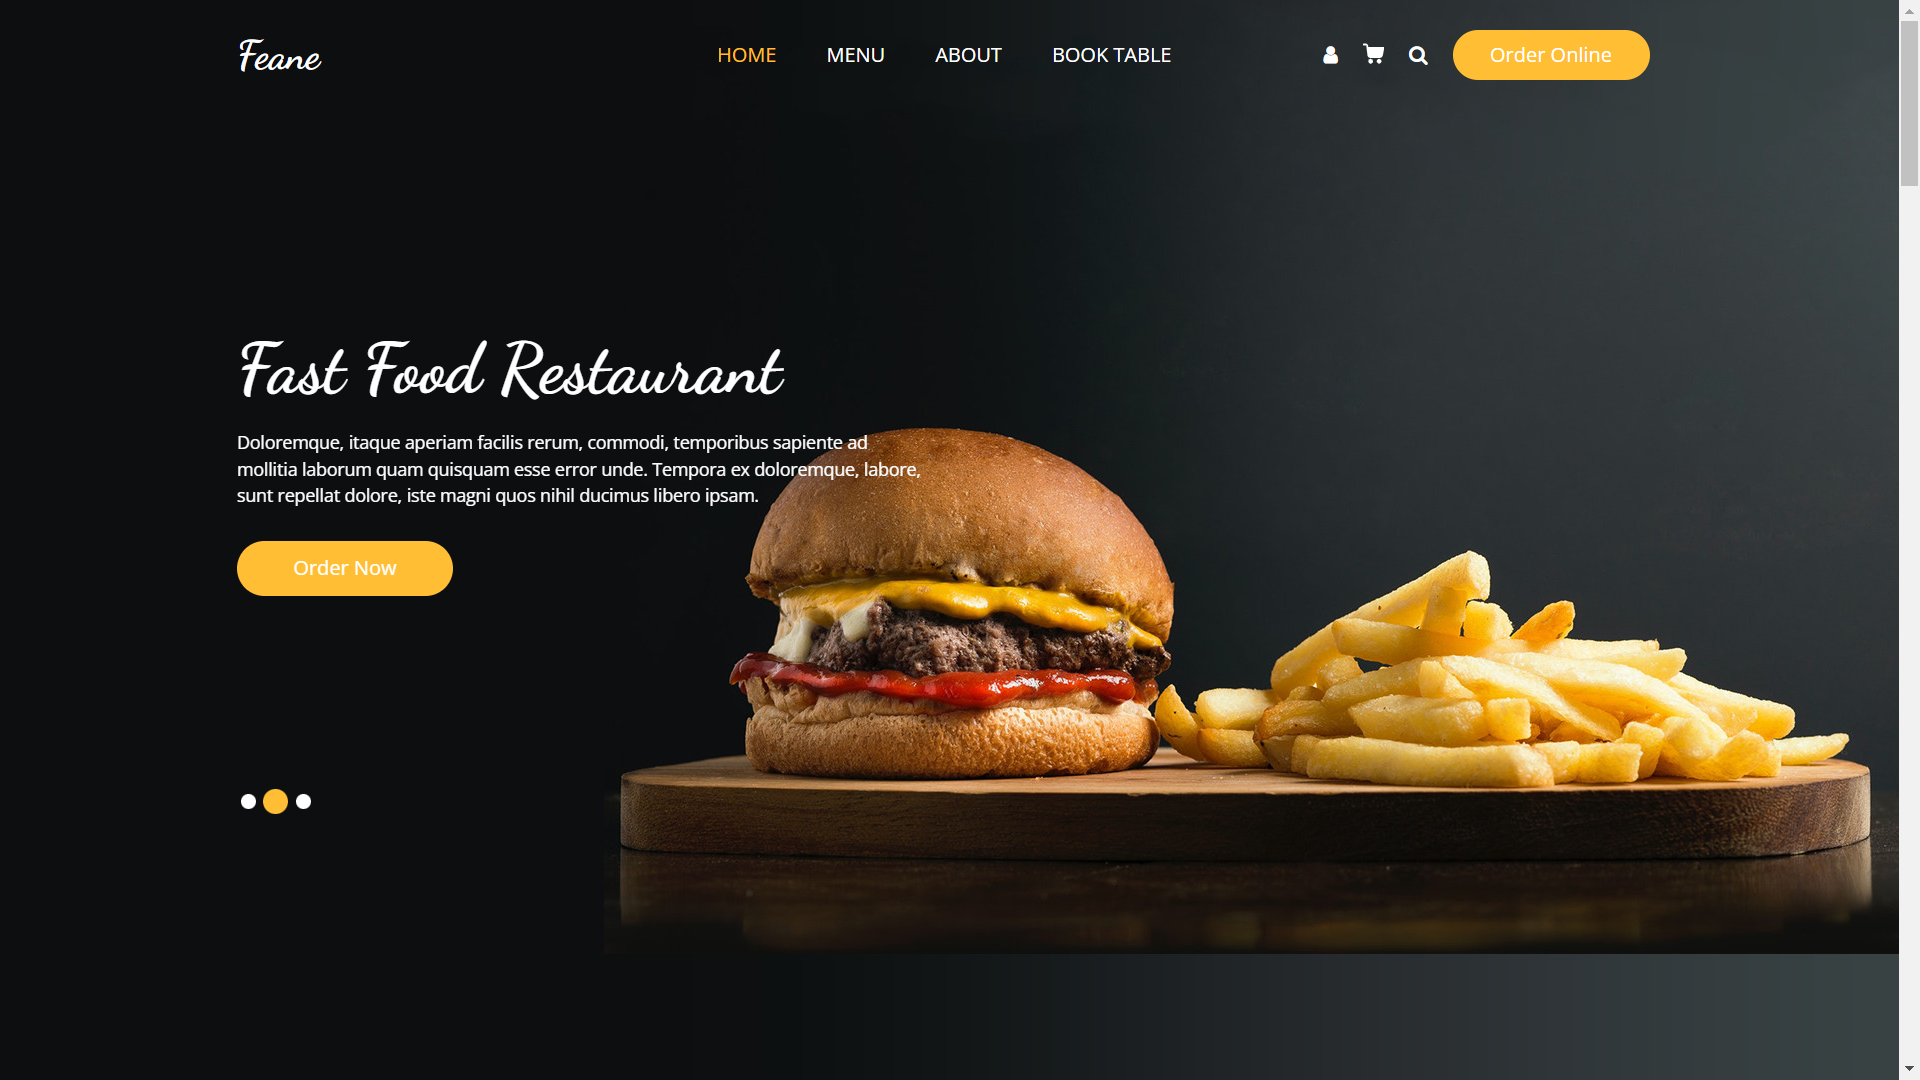 Feane
HOME MENU ABOUT BOOK TABLE
Order Online
Fast Food Restaurant
Doloremque, itaque aperiam facilis rerum, commodi, temporibus sapiente ad
mollitia laborum quam quisquam esse error unde. Tempora ex doloremque, labore,
sunt repellat dolore, iste magni quos nihil ducimus libero ipsam.
Order Now